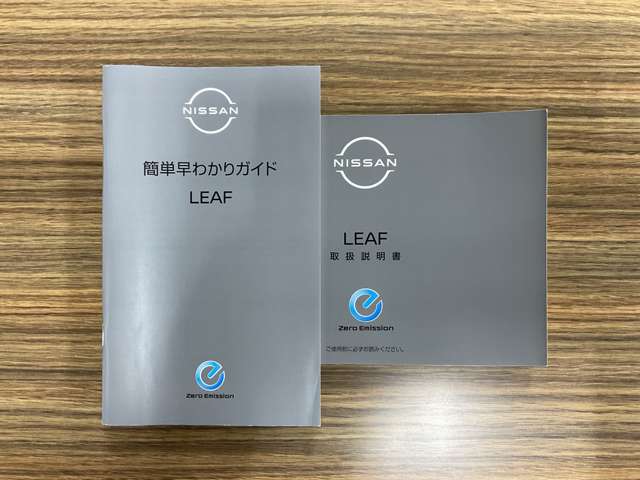 NISSAN
簡単早わかりガイド
LEAF
Zero Emission
NISSAN
LEAF
取扱説明書
Zero Emission
ご使用前に必ずお読みください。